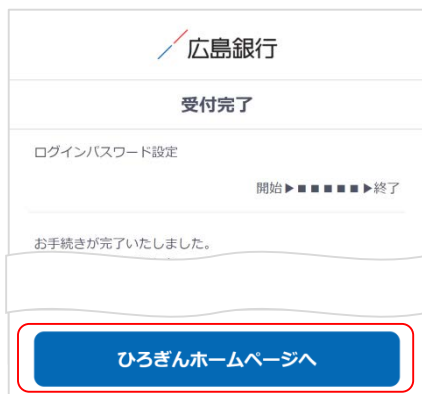 広島銀行
受付完了
ログインパスワード設定
開始▶■■■■■▶終了
お手続きが完了いたしました。
ひろぎんホームページへ